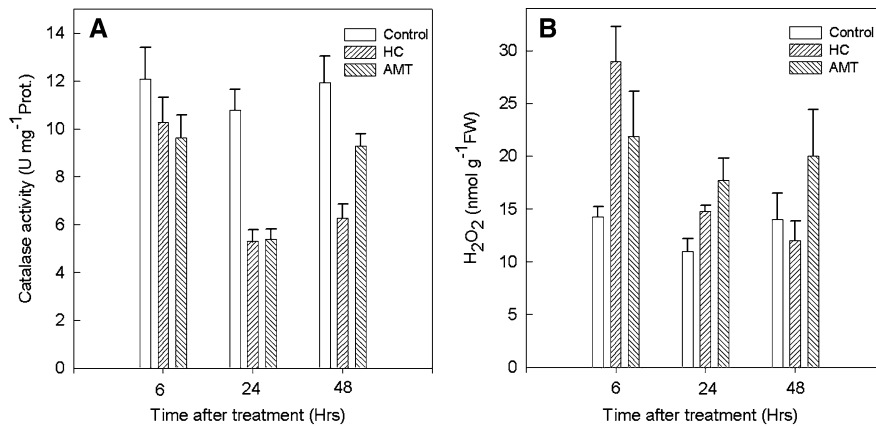 A
Control
HC
AMT
Catalase activity (U mg⁻¹Prot.)
14
12
10
8
6
4
2
0
6
24
48
Time after treatment (Hrs)
B
Control
HC
AMT
H₂O₂ (nmol g⁻¹FW)
30
25
20
15
10
5
0
6
24
48
Time after treatment (Hrs)